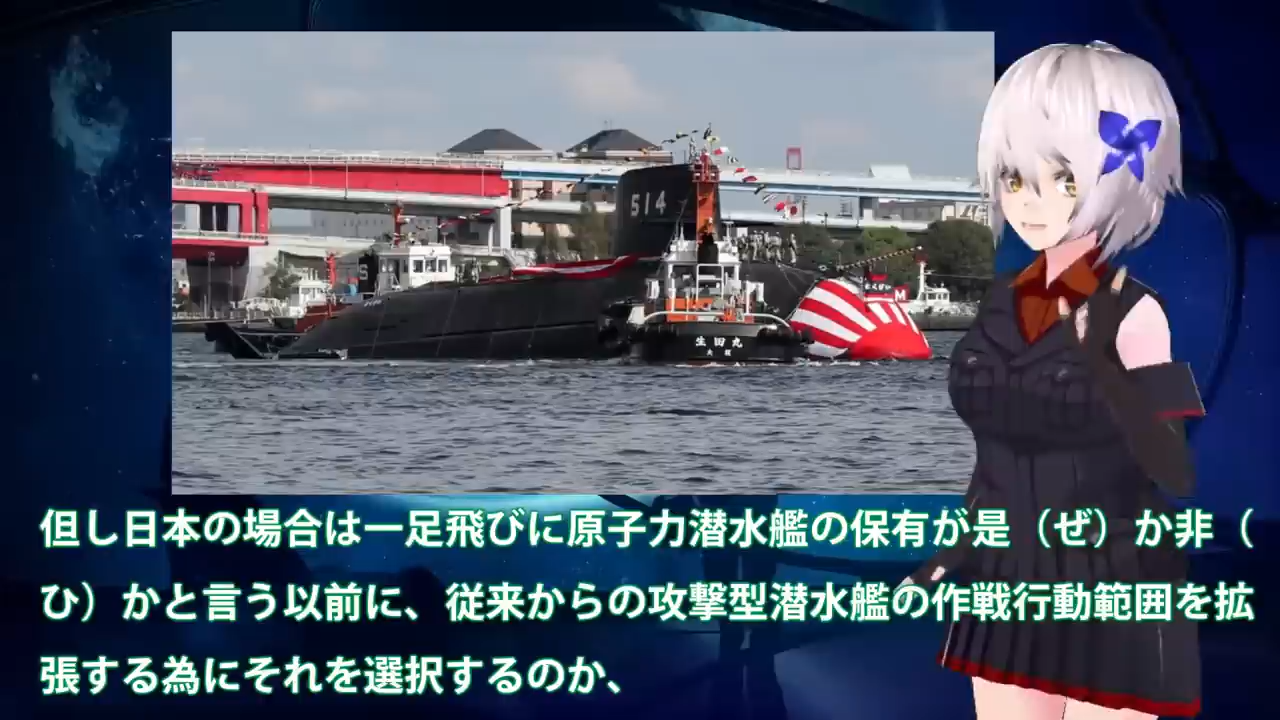 514
S
M
生田丸
大阪
但し日本の場合は一足飛びに原子力潜水艦の保有が是（ぜ）か非（
ひ）かと言う以前に、従来からの攻撃型潜水艦の作戦行動範囲を拡
張する為にそれを選択するのか、